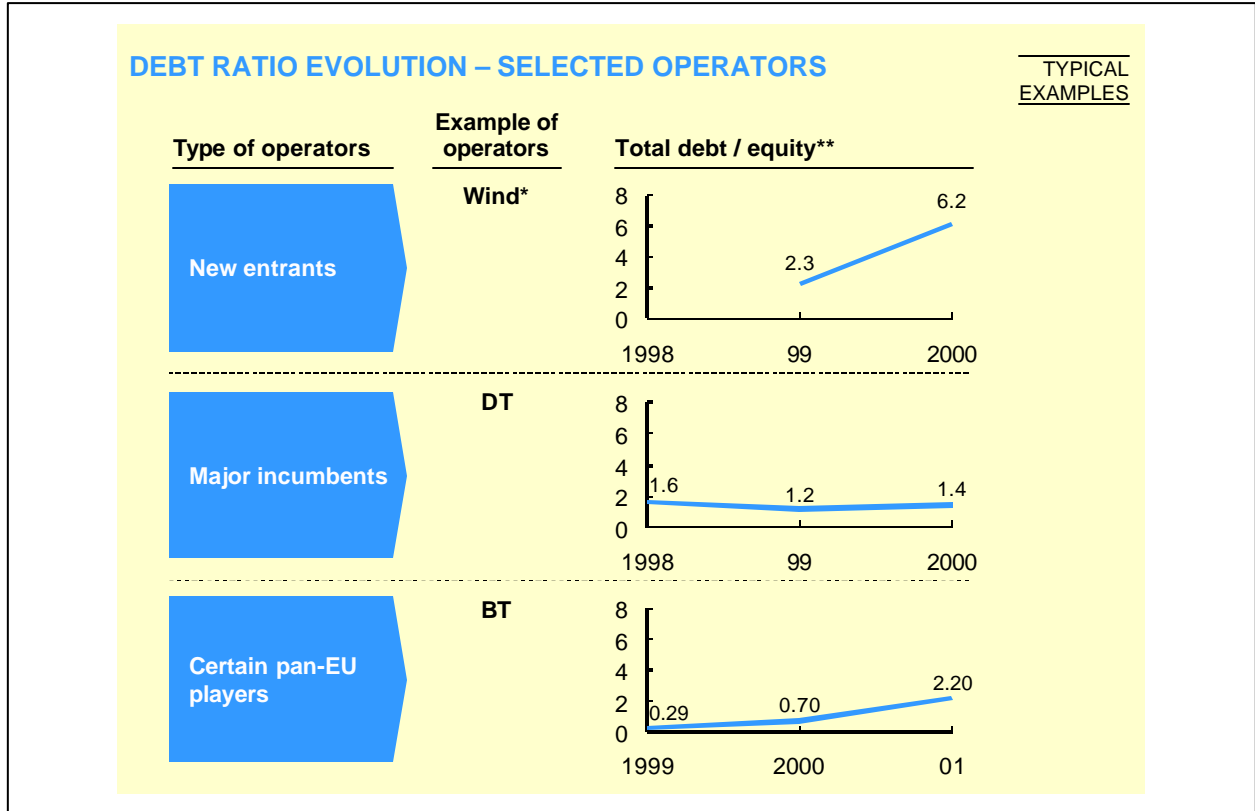 DEBT RATIO EVOLUTION – SELECTED OPERATORS
TYPICAL
EXAMPLES
Type of operators
Example of
operators
Total debt / equity**
New entrants
Wind*
8
6
4
2
0
2.3
6.2
1998 99 2000
Major incumbents
DT
8
6
4
2
0
1.6
1.2
1.4
1998 99 2000
Certain pan-EU
players
BT
8
6
4
2
0
0.29
0.70
2.20
1999 2000 01